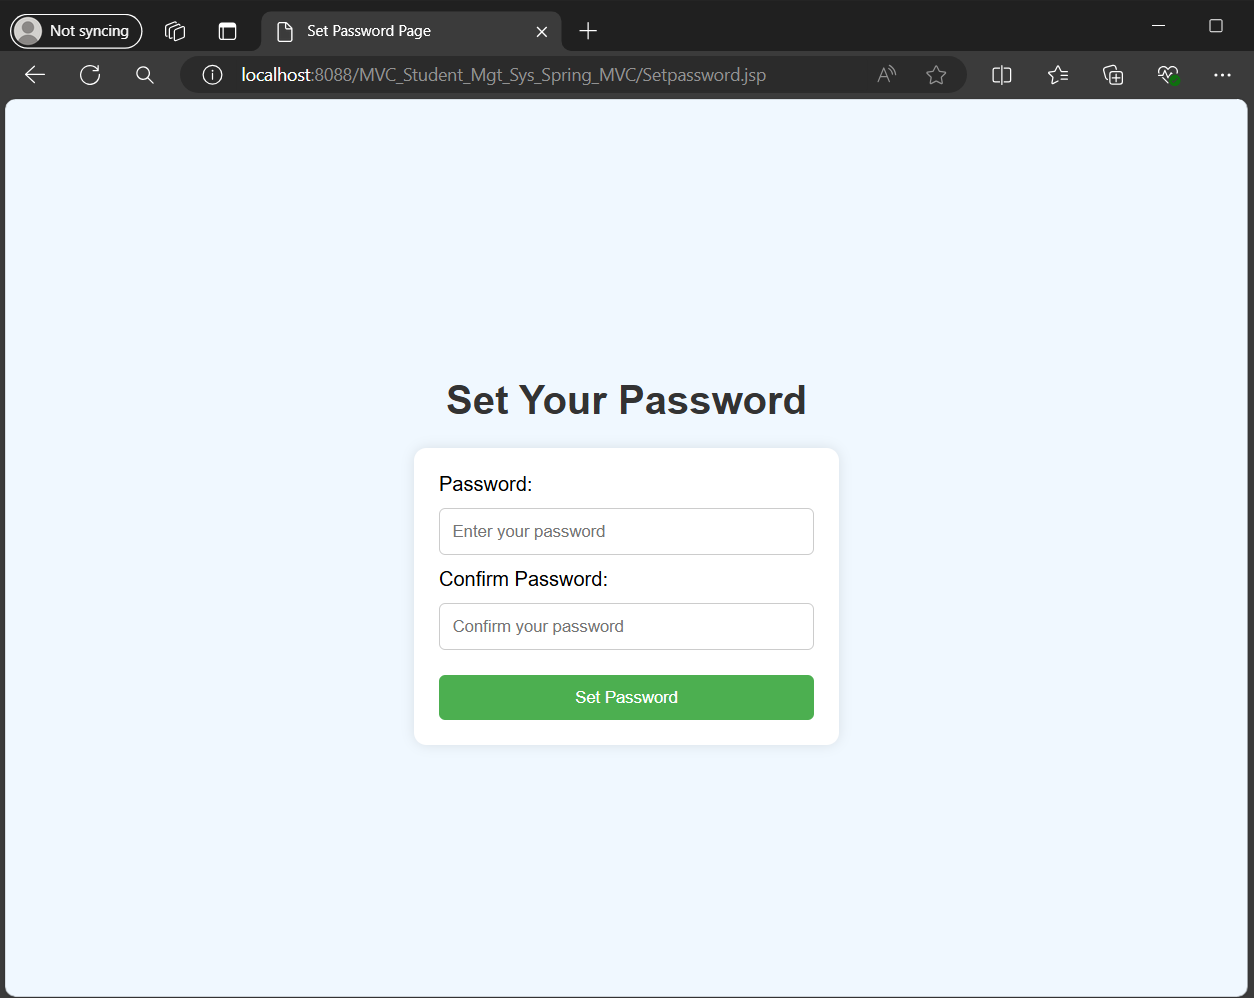 Not syncing
Set Password Page
localhost:8088/MVC_Student_Mgt_Sys_Spring_MVC/Setpassword.jsp
Set Your Password
Password:
Enter your password
Confirm Password:
Confirm your password
Set Password